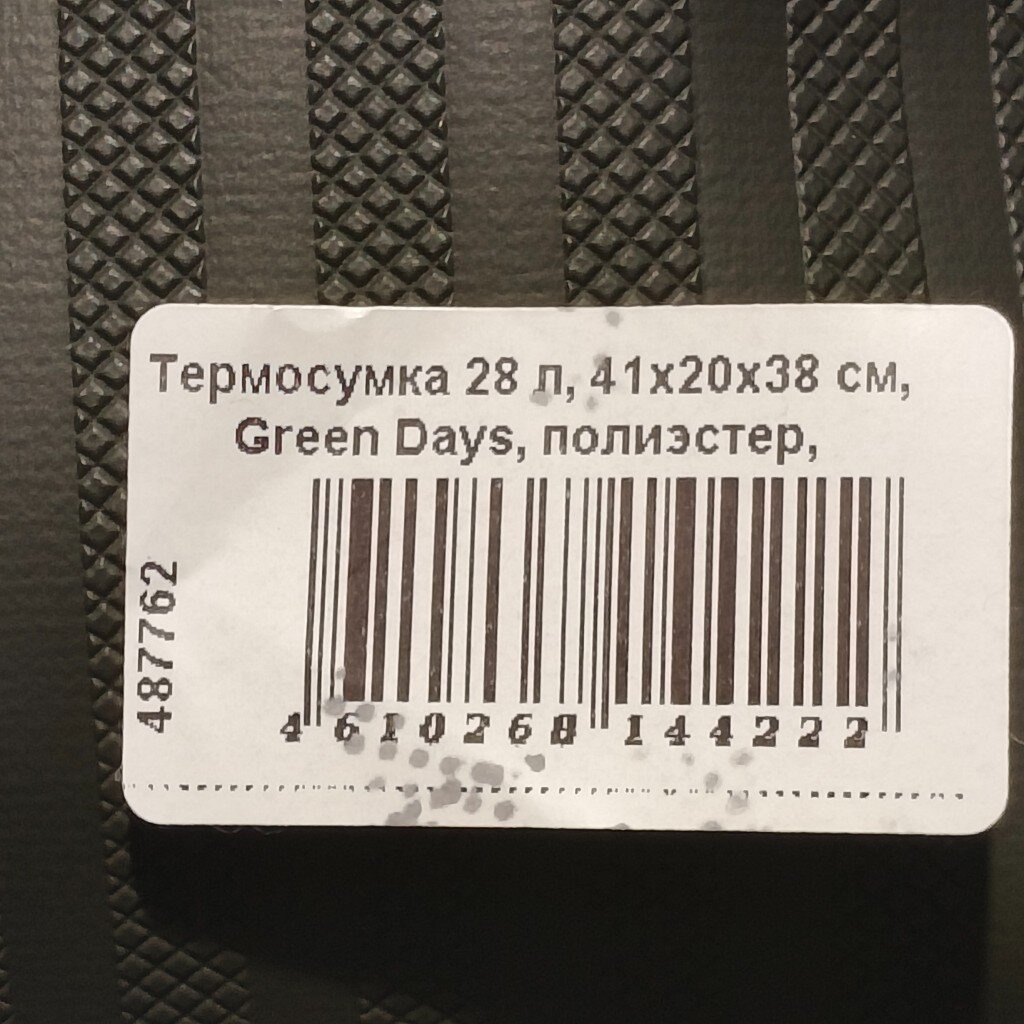 Термосумка 28 л, 41х20х38 см,
Green Days, полиэстер,
487762
4 610268 144222